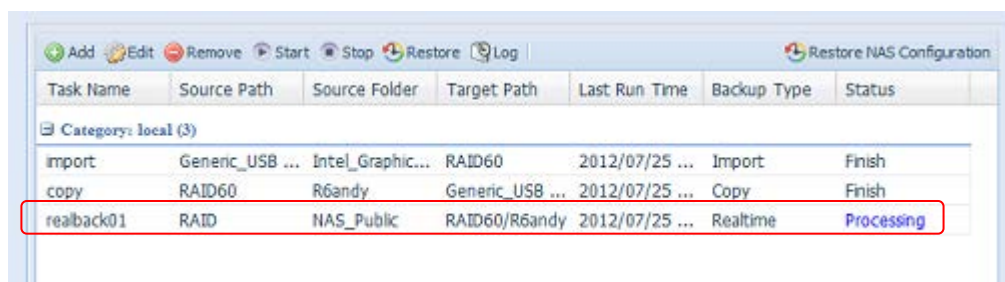 Add Edit Remove Start Stop Restore Log Restore NAS Configuration
Task Name Source Path Source Folder Target Path Last Run Time Backup Type Status
Category: local (3)
import Generic_USB ... Intel_Graphic... RAID60 2012/07/25 ... Import Finish
copy RAID60 R6andy Generic_USB ... 2012/07/25 ... Copy Finish
realback01 RAID NAS_Public RAID60/R6andy 2012/07/25 ... Realtime Processing